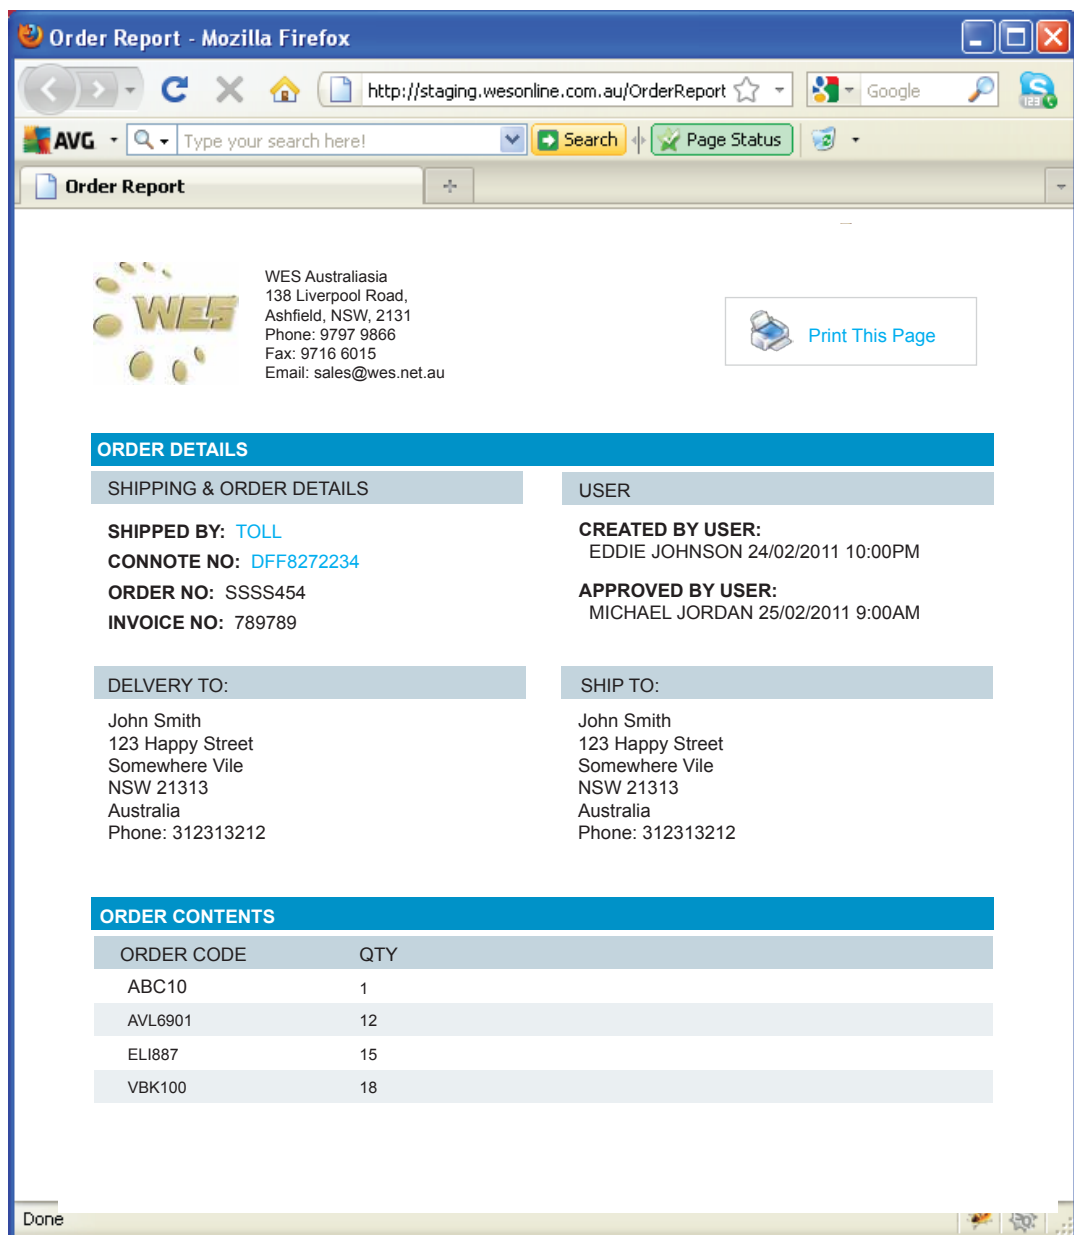 Order Report - Mozilla Firefox
http://staging.wesonline.com.au/OrderReport
Google
123
AVG
Type your search here!
Search
Page Status
Order Report
WES
WES Australiasia
138 Liverpool Road,
Ashfield, NSW, 2131
Phone: 9797 9866
Fax: 9716 6015
Email: sales@wes.net.au
Print This Page
ORDER DETAILS
SHIPPING & ORDER DETAILS
SHIPPED BY: TOLL
CONNOTE NO: DFF8272234
ORDER NO: SSSS454
INVOICE NO: 789789
USER
CREATED BY USER:
EDDIE JOHNSON 24/02/2011 10:00PM
APPROVED BY USER:
MICHAEL JORDAN 25/02/2011 9:00AM
DELVERY TO:
John Smith
123 Happy Street
Somewhere Vile
NSW 21313
Australia
Phone: 312313212
SHIP TO:
John Smith
123 Happy Street
Somewhere Vile
NSW 21313
Australia
Phone: 312313212
ORDER CONTENTS
ORDER CODE QTY
ABC10 1
AVL6901 12
ELI887 15
VBK100 18
Done